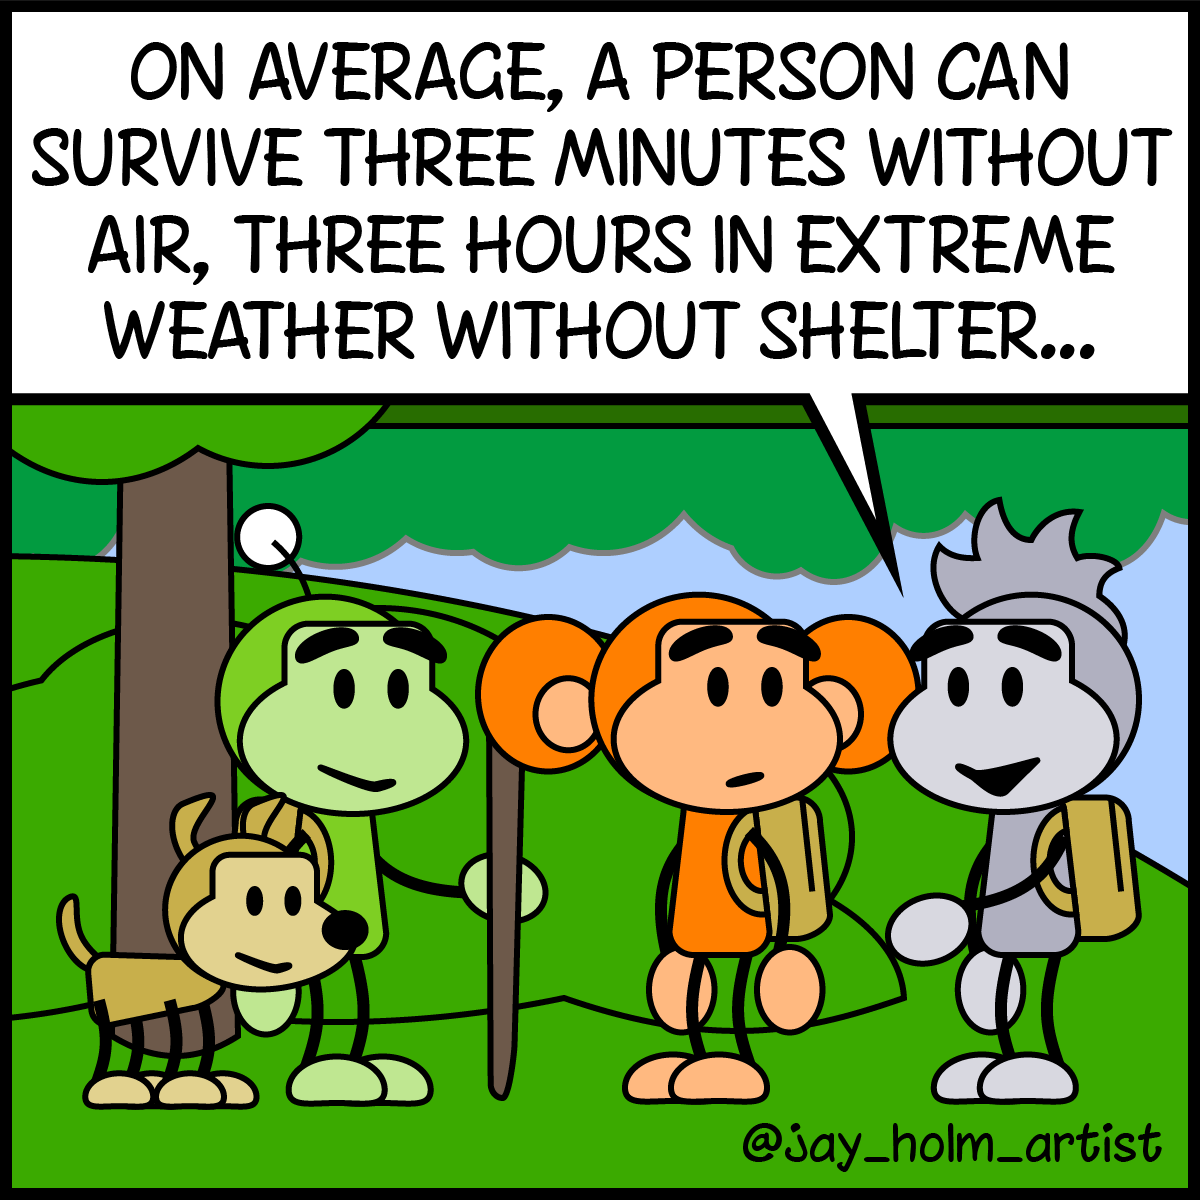 ON AVERAGE, A PERSON CAN
SURVIVE THREE MINUTES WITHOUT
AIR, THREE HOURS IN EXTREME
WEATHER WITHOUT SHELTER...
@jay_holm_artist